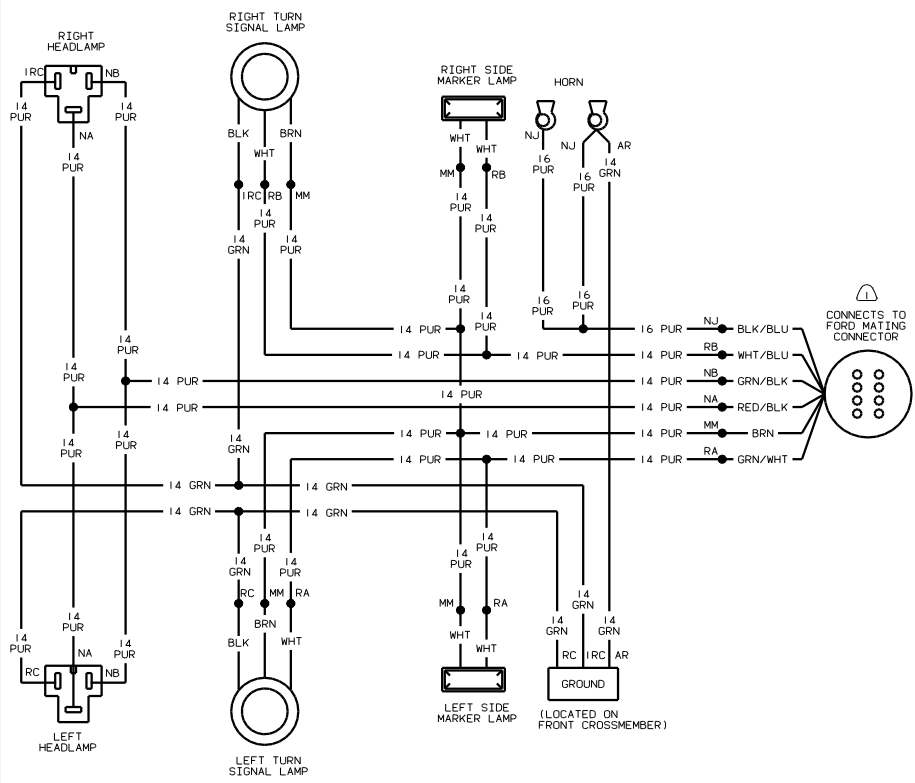 RIGHT TURN
SIGNAL LAMP
RIGHT
HEADLAMP
RIGHT SIDE
MARKER LAMP
HORN
IRC
NB
14
PUR
14
PUR
NA
14
PUR
BLK
WHT
BRN
IRC
RB
MM
14
PUR
14
GRN
14
PUR
WHT
WHT
MM
RB
14
PUR
14
PUR
NJ
NJ
AR
16
PUR
16
PUR
14
GRN
14
PUR
14
PUR
16
PUR
16
PUR
1
CONNECTS TO
FORD MATING
CONNECTOR
14 PUR
16 PUR
NJ
BLK/BLU
14
PUR
14 PUR
14 PUR
14 PUR
RB
WHT/BLU
14
PUR
14 PUR
14 PUR
NB
GRN/BLK
14 PUR
14 PUR
14 PUR
NA
RED/BLK
14
PUR
14
PUR
14
GRN
14 PUR
14 PUR
14 PUR
MM
BRN
14 PUR
14 PUR
14 PUR
RA
GRN/WHT
14 GRN
14 GRN
14 GRN
14 GRN
14
GRN
14
PUR
14
PUR
14
PUR
14
PUR
RC
MM
RA
MM
RA
BLK
BRN
WHT
WHT
WHT
14
PUR
14
PUR
14
PUR
RC
NA
NB
14
GRN
14
GRN
14
GRN
RC
IRC
AR
GROUND
(LOCATED ON
FRONT CROSSMEMBER)
LEFT
HEADLAMP
LEFT TURN
SIGNAL LAMP
LEFT SIDE
MARKER LAMP